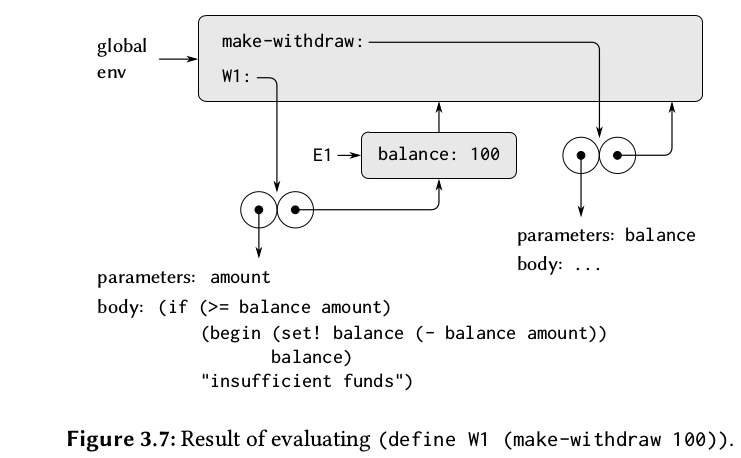 global
env
make-withdraw:
W1:
E1
balance: 100
parameters: balance
body: ...
parameters: amount
body: (if (>= balance amount)
(begin (set! balance (- balance amount))
balance)
"insufficient funds")
Figure 3.7: Result of evaluating (define W1 (make-withdraw 100)).